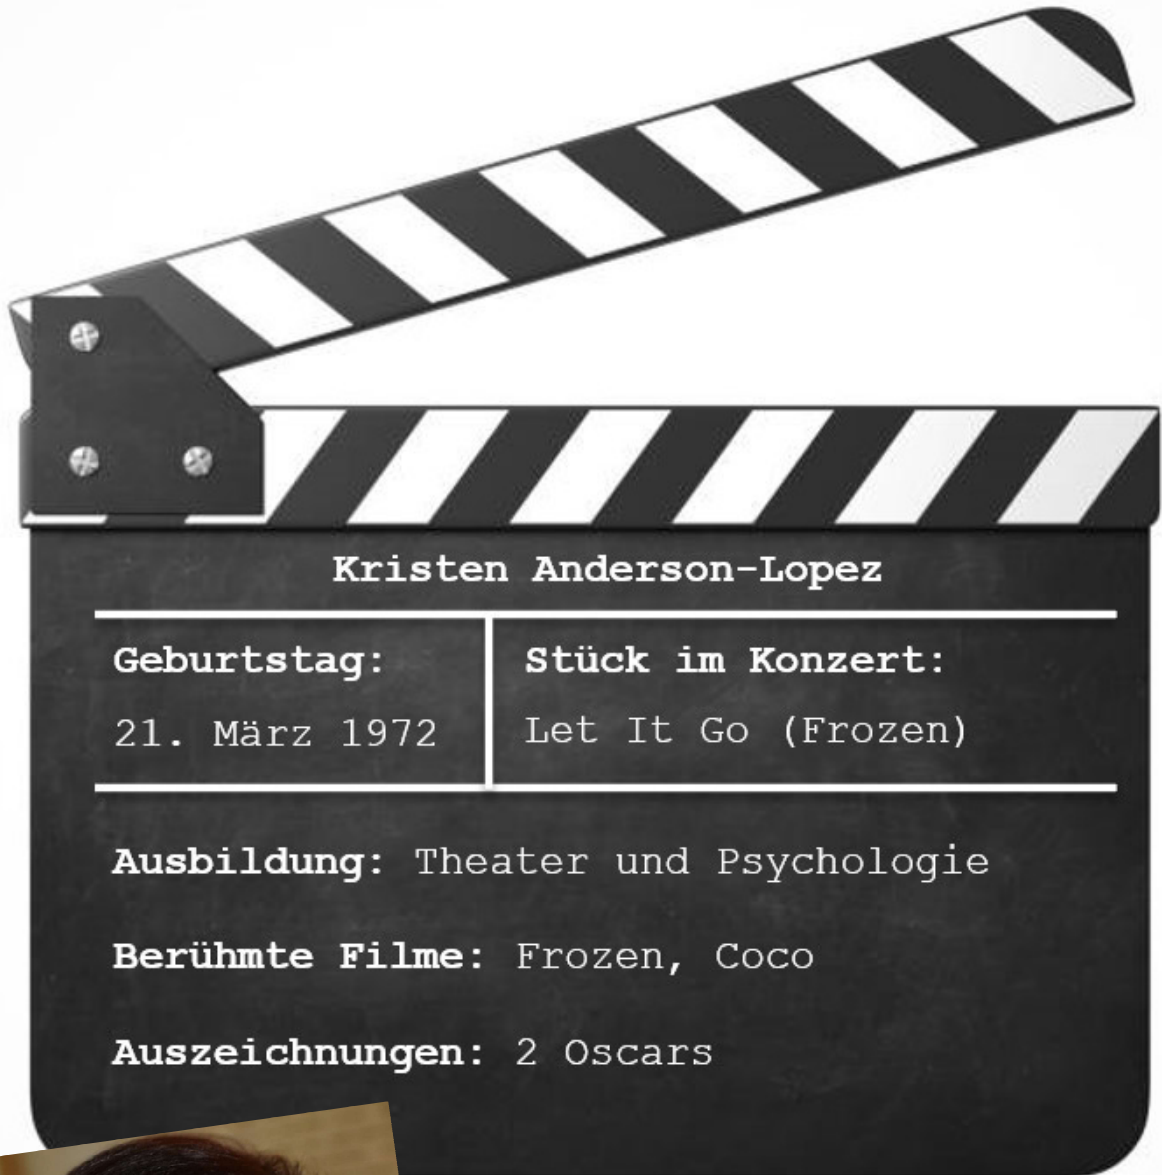 Kristen Anderson-Lopez
Geburtstag:
21. März 1972
Stück im Konzert:
Let It Go (Frozen)
Ausbildung: Theater und Psychologie
Berühmte Filme: Frozen, Coco
Auszeichnungen: 2 Oscars